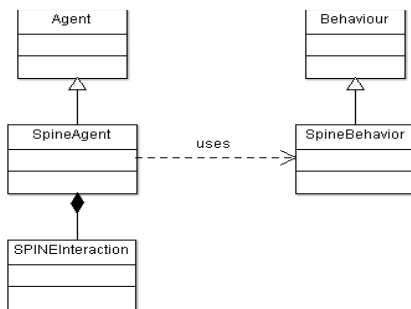 Agent
Behaviour
SpineAgent
uses
SpineBehavior
SPINEInteraction